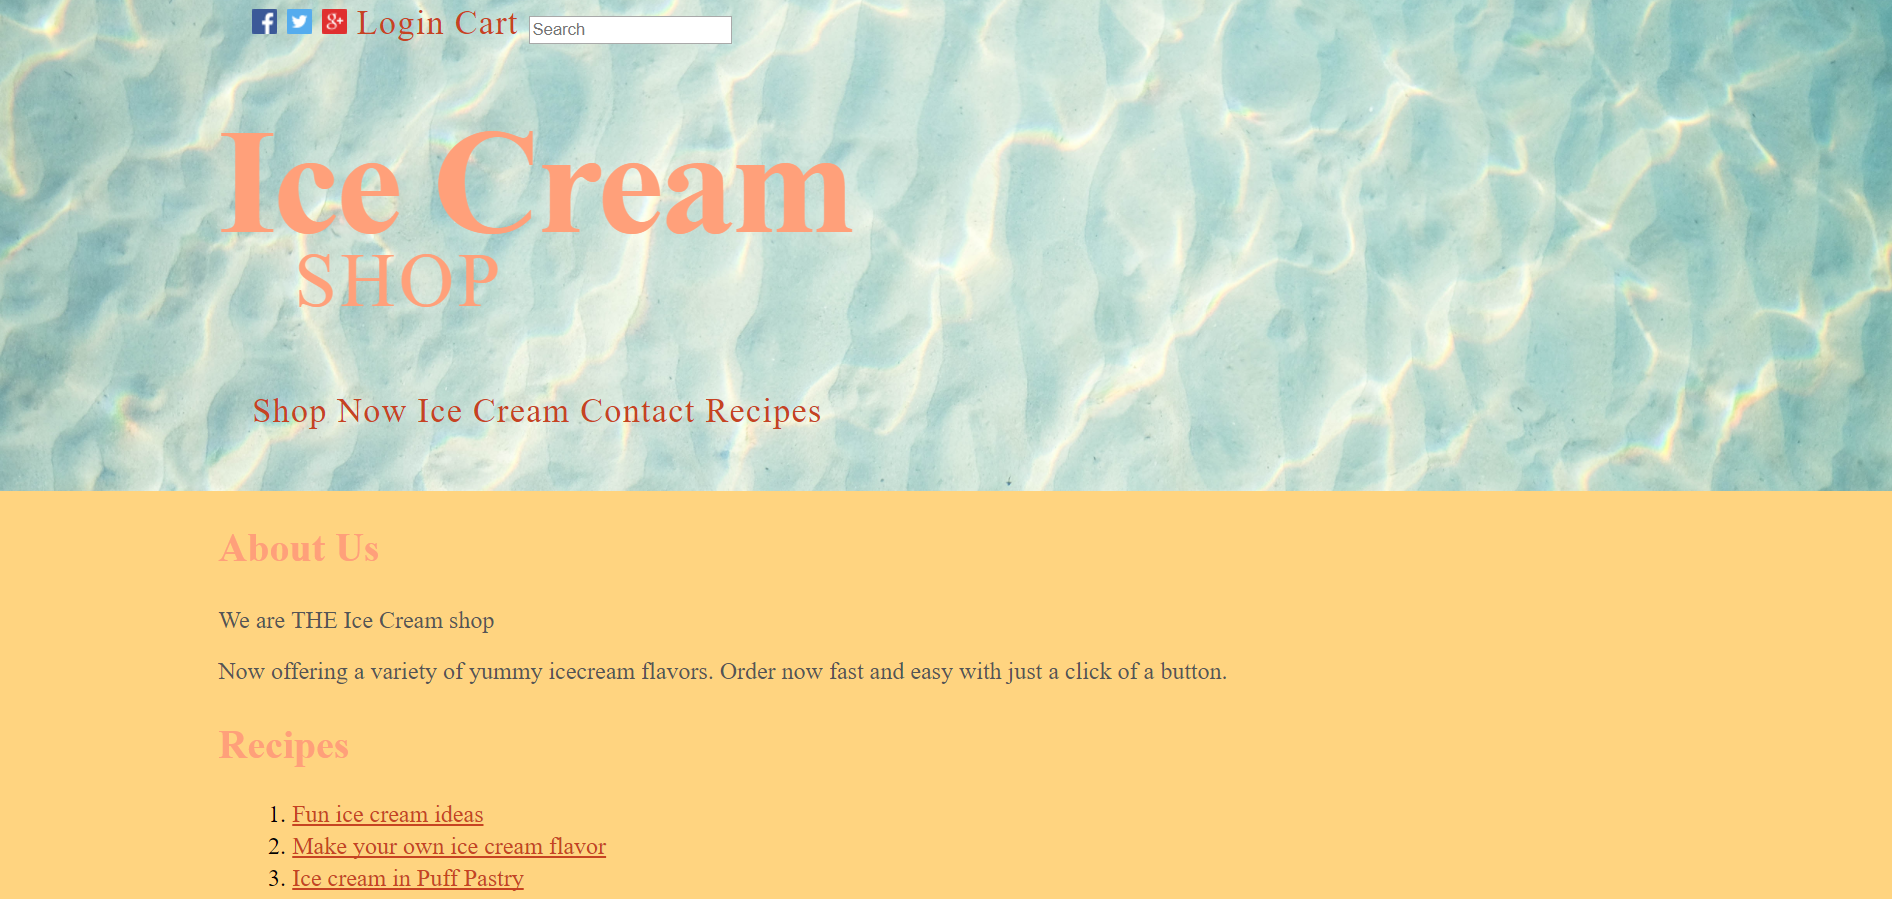 f g+ Login Cart Search
Ice Cream
SHOP
Shop Now Ice Cream Contact Recipes
About Us
We are THE Ice Cream shop
Now offering a variety of yummy icecream flavors. Order now fast and easy with just a click of a button.
Recipes
1. Fun ice cream ideas
2. Make your own ice cream flavor
3. Ice cream in Puff Pastry